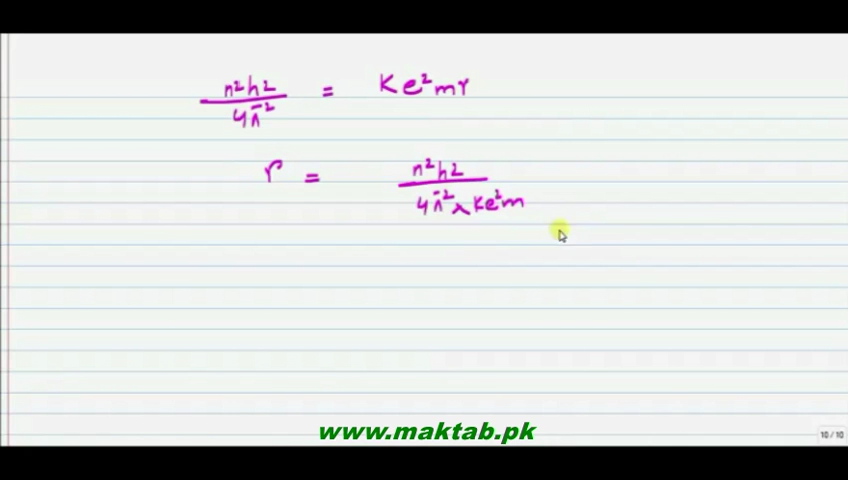 n²h2/4π² = Ke²mr
r = n²h2/4π² × Ke²m
www.maktab.pk
10/10